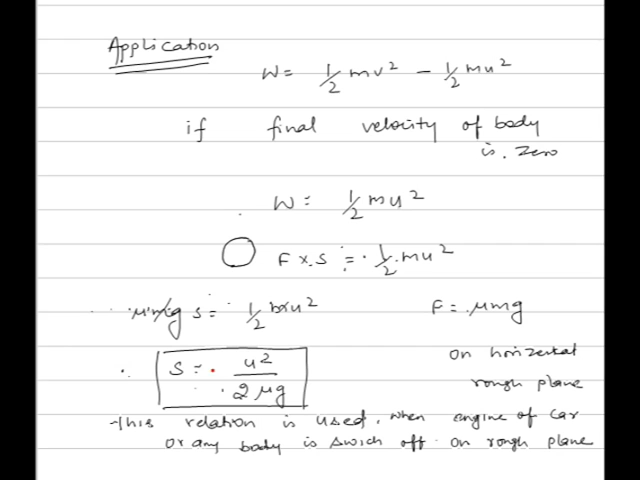 Application
W = 1/2 mv² - 1/2 mu²
if final velocity of body
is . zero
W = 1/2 mu²
F x S = 1/2 mu²
μmg S = 1/2 mu² F = μmg
S = u²/2μg on horizental
rough plane
-This relation is used, when engine of car
or any body is swich off on rough plane